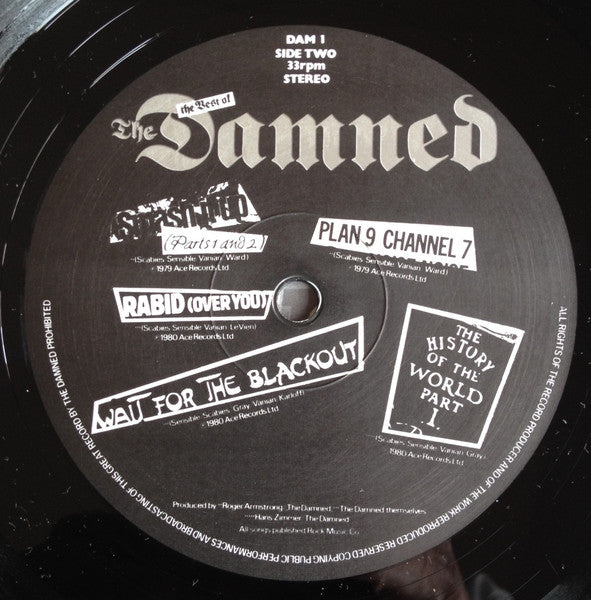 DAM 1
SIDE TWO
33rpm
STEREO
the Best of
The Damned
Smash it up
(Parts 1 and 2)
(Scabies Sensible Vanian Ward)
℗ 1979 Ace Records Ltd
PLAN 9 CHANNEL 7
(Scabies, Sensible, Vanian Ward)
℗ 1979 Ace Records Ltd
RABID (OVER YOU)
(Scabies Sensible Vanian LeVien)
℗ 1980 Ace Records Ltd
WAIT FOR THE BLACKOUT
(Sensible Scabies Gray Vanian Karloff)
℗ 1980 Ace Records Ltd
THE
HISTORY
OF THE
WORLD
PART
1.
(Scabies Sensible Vanian Gray)
℗ 1980 Ace Records Ltd
Produced by Roger Armstrong, The Damned, The Damned themselves
Hans Zimmer The Damned
All songs published Rock Music Co
ALL RIGHTS OF THE RECORD PRODUCER AND OF THE WORK REPRODUCED RESERVED COPYING PUBLIC PERFORMANCES AND BROADCASTING OF THIS GREAT RECORD BY THE DAMNED PROHIBITED